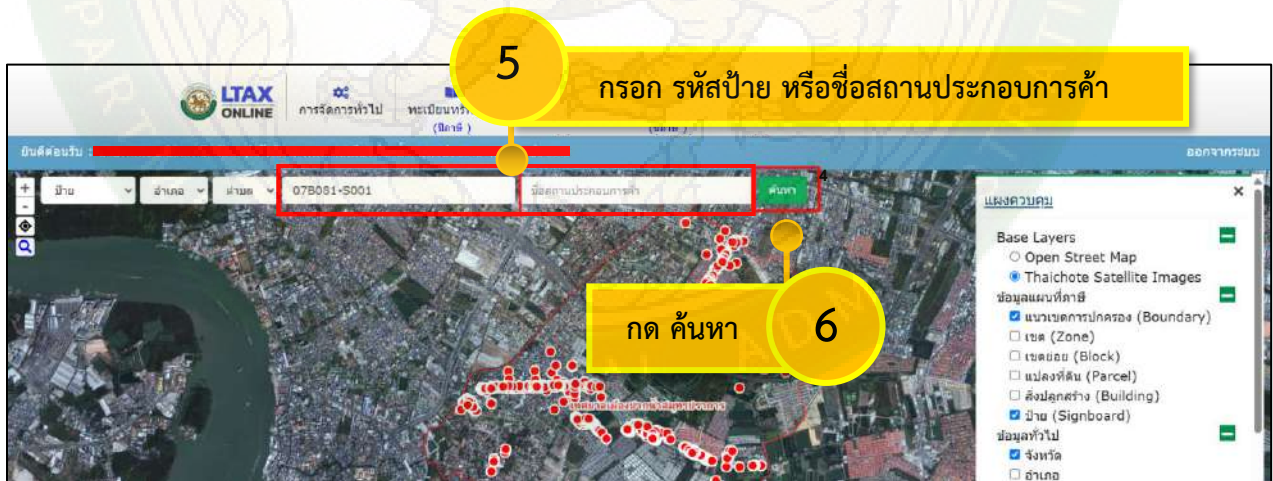 5
กรอก รหัสป้าย หรือชื่อสถานประกอบการค้า
LTAX
ONLINE
การจัดการทั่วไป
(มีภาษี )
ยินดีต้อนรับ :
ออกจากระบบ
+
ป้าย
อำเภอ
ตำบล
07B081-S001
ชื่อสถานประกอบการค้า
ค้นหา
4
-
แผงควบคุม
×
Base Layers
Open Street Map
Thaichote Satellite Images
ข้อมูลแผนที่ภาษี
แนวเขตการปกครอง (Boundary)
เขต (Zone)
เขตย่อย (Block)
แปลงที่ดิน (Parcel)
สิ่งปลูกสร้าง (Building)
ป้าย (Signboard)
ข้อมูลทั่วไป
จังหวัด
อำเภอ
กด ค้นหา
6